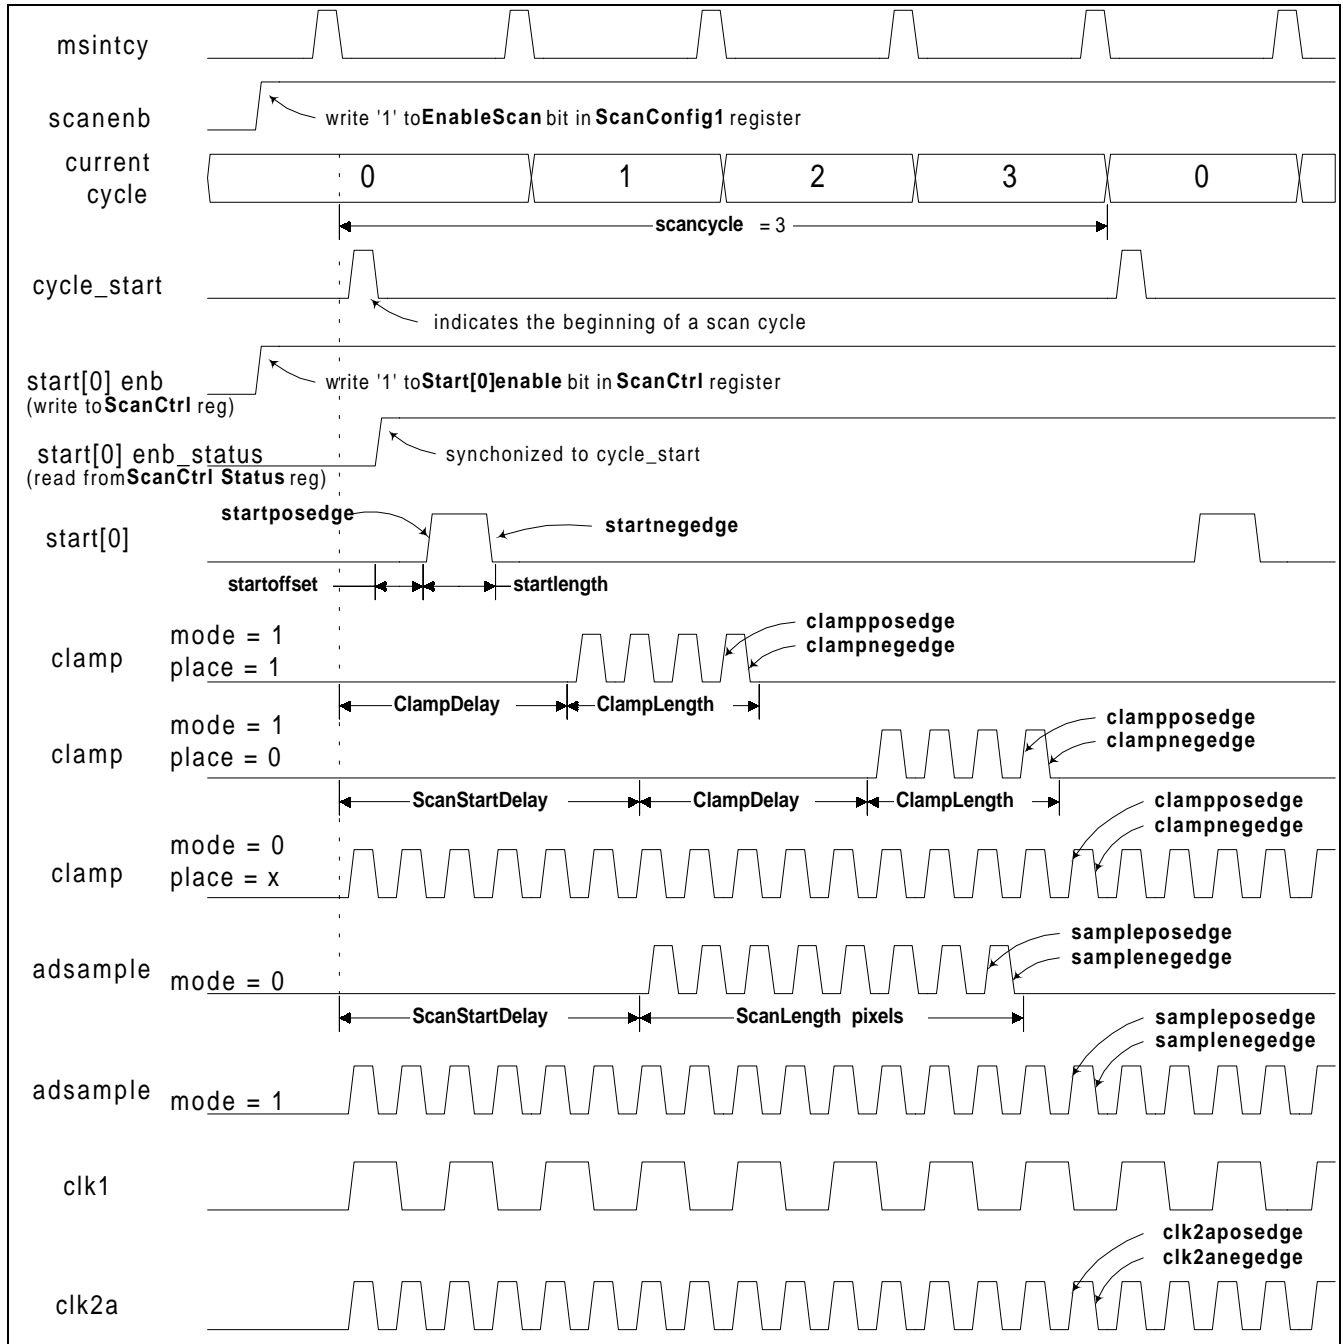 msintcy
scanenb
write '1' to EnableScan bit in ScanConfig1 register
current
cycle
0 1 2 3 0
scancycle = 3
cycle_start
indicates the beginning of a scan cycle
start[0] enb
(write to ScanCtrl reg)
write '1' to Start[0]enable bit in ScanCtrl register
start[0] enb_status
(read from ScanCtrl Status reg)
synchonized to cycle_start
startposedge
startnegedge
start[0]
startoffset
startlength
clamp
mode = 1
place = 1
clampposedge
clampnegedge
ClampDelay
ClampLength
clamp
mode = 1
place = 0
clampposedge
clampnegedge
ScanStartDelay
ClampDelay
ClampLength
clamp
mode = 0
place = x
clampposedge
clampnegedge
adsample
mode = 0
sampleposedge
samplenegedge
ScanStartDelay
ScanLength pixels
adsample
mode = 1
sampleposedge
samplenegedge
clk1
clk2a
clk2aposedge
clk2anegedge